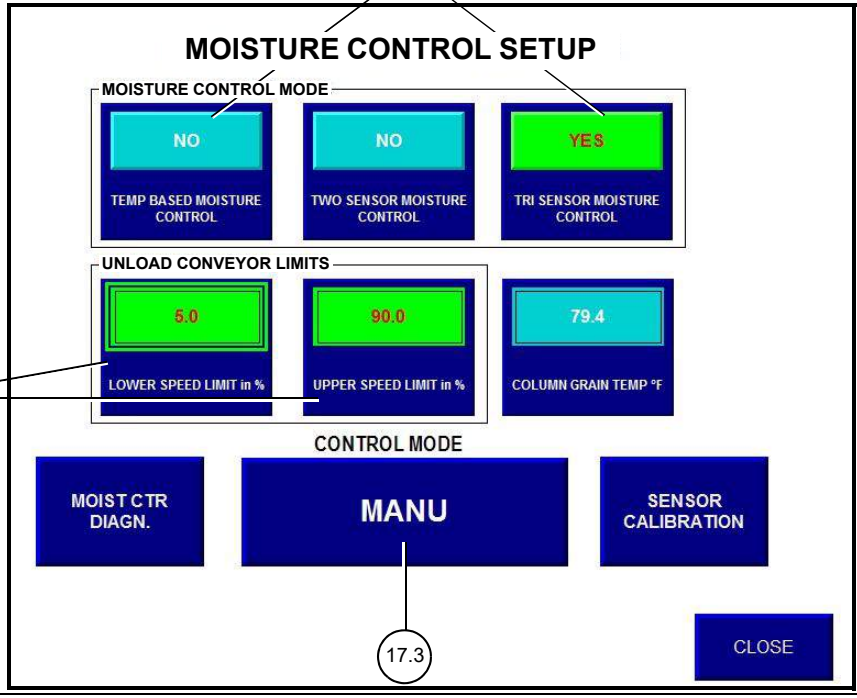 MOISTURE CONTROL SETUP
MOISTURE CONTROL MODE
NO
NO
YES
TEMP BASED MOISTURE
CONTROL
TWO SENSOR MOISTURE
CONTROL
TRI SENSOR MOISTURE
CONTROL
UNLOAD CONVEYOR LIMITS
5.0
90.0
79.4
LOWER SPEED LIMIT in %
UPPER SPEED LIMIT in %
COLUMN GRAIN TEMP °F
CONTROL MODE
MOIST CTR
DIAGN.
MANU
SENSOR
CALIBRATION
17.3
CLOSE